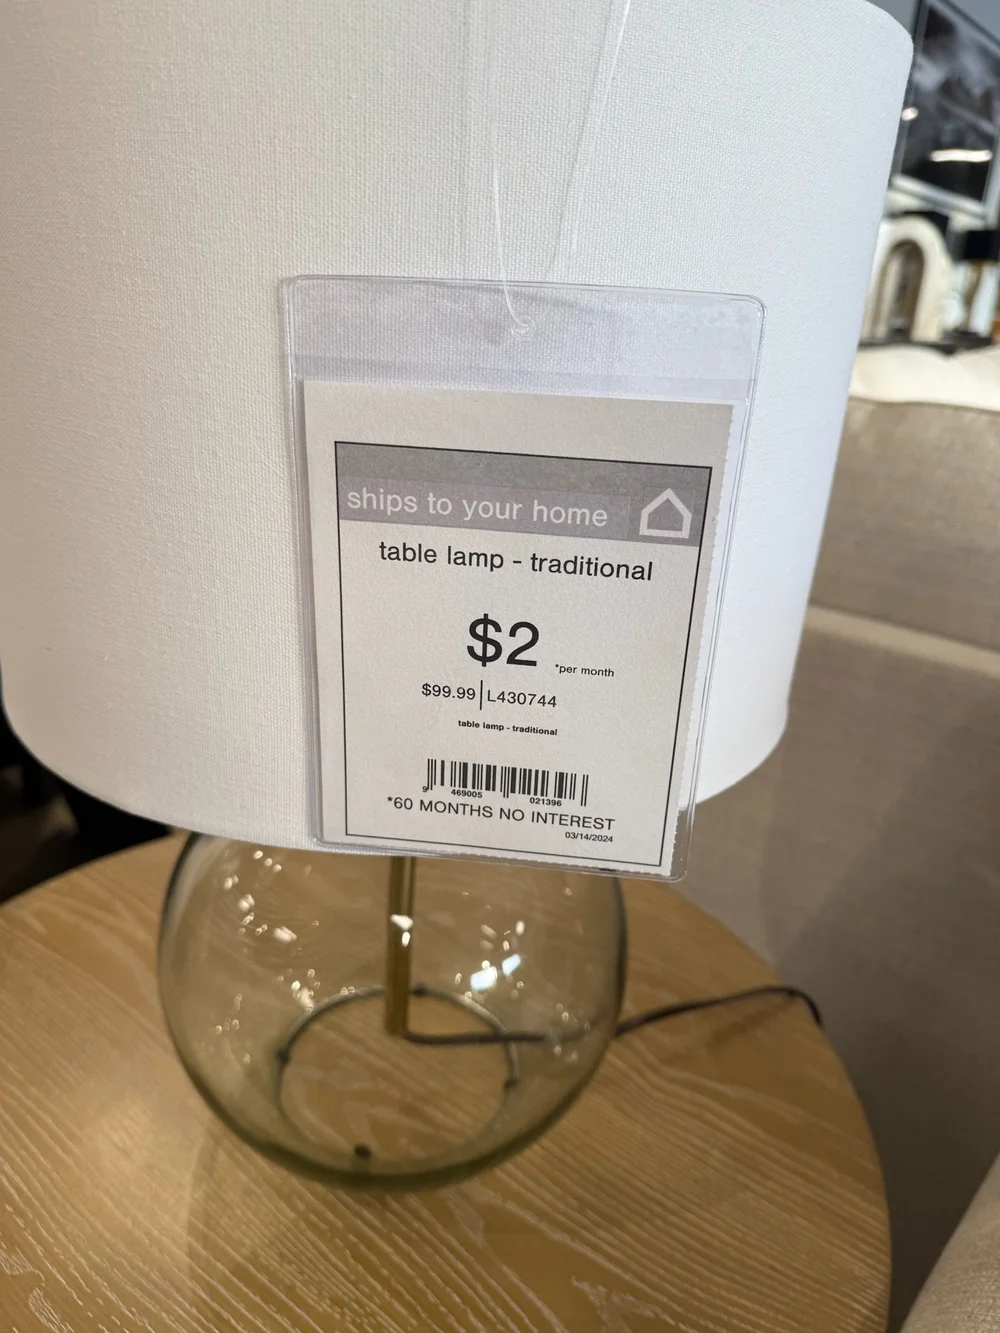 ships to your home
table lamp - traditional
$2 *per month
$99.99 | L430744
table lamp - traditional
9 469005 021396
*60 MONTHS NO INTEREST
03/14/2024